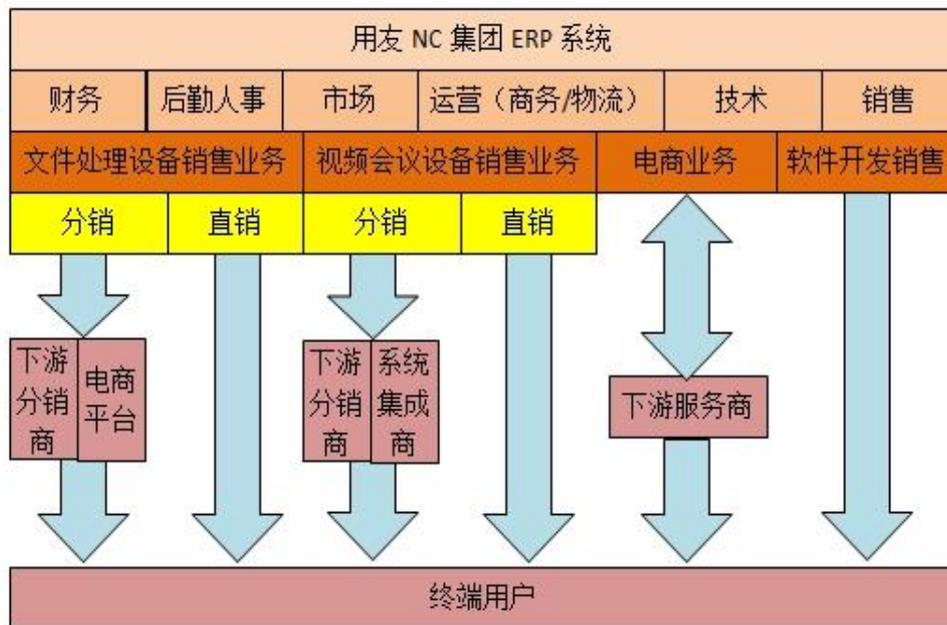 用友 NC 集团 ERP 系统
财务 后勤人事 市场 运营（商务/物流） 技术 销售
文件处理设备销售业务 视频会议设备销售业务 电商业务 软件开发销售
分销 直销 分销 直销
下游
分销
商
电商
平台
下游
分销
商
系统
集成
商
下游服务商
终端用户